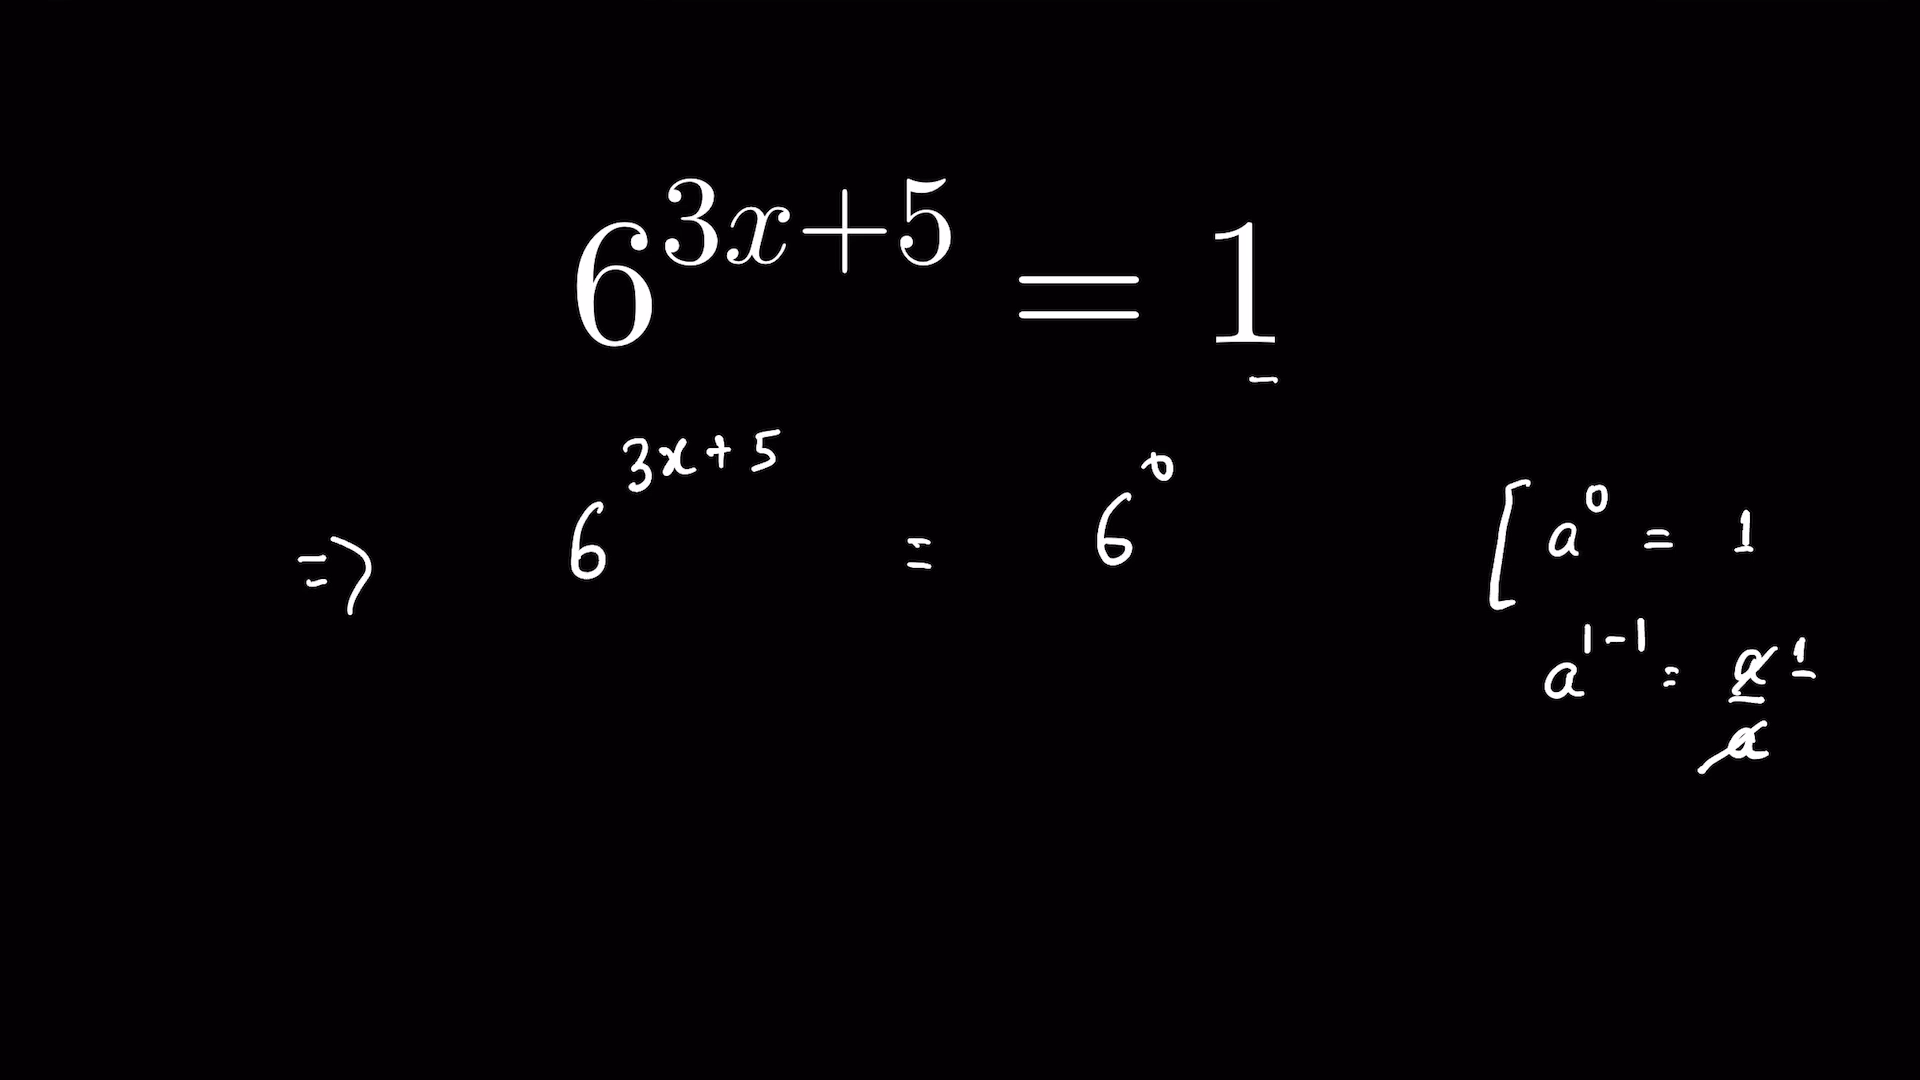 6^{3x+5} = 1
⇒ 6^{3x+5} = 6^0 [ a^0 = 1
a^{1-1} = a/a 1